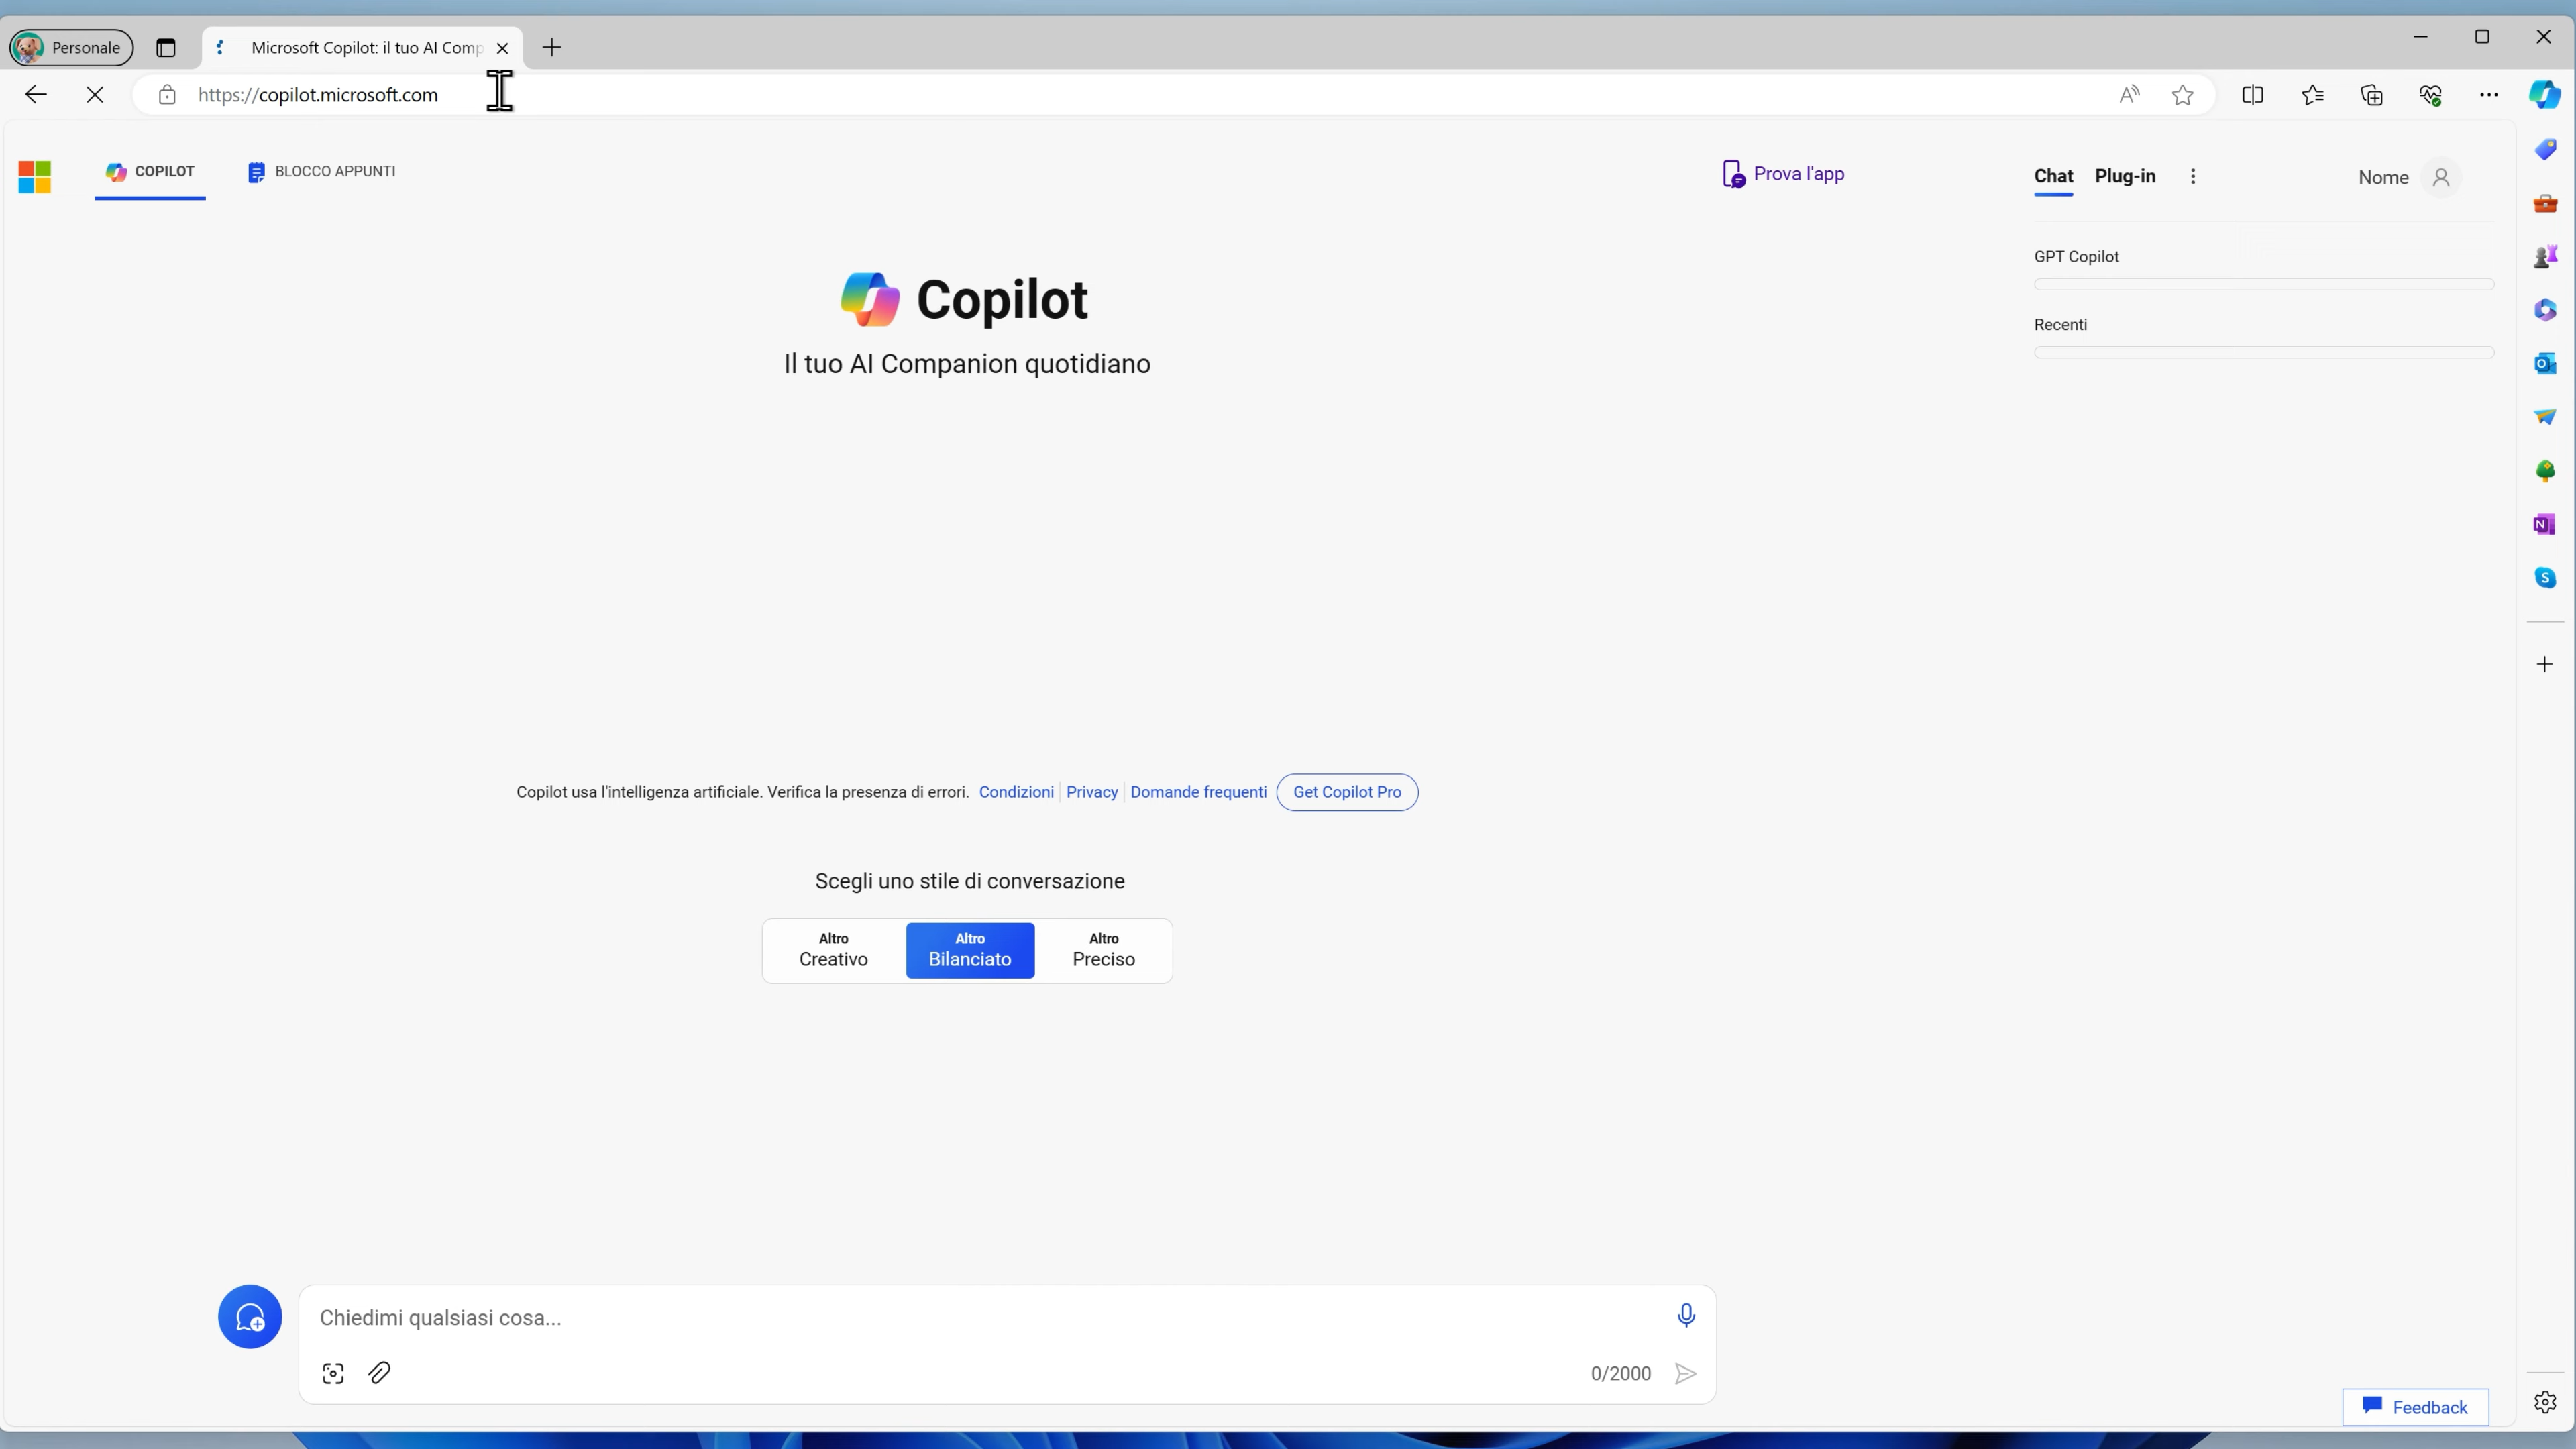 Personale
Microsoft Copilot: il tuo AI Comp
https://copilot.microsoft.com
COPILOT
BLOCCO APPUNTI
Prova l'app
Chat
Plug-in
Nome
GPT Copilot
Recenti
Copilot
Il tuo AI Companion quotidiano
Copilot usa l'intelligenza artificiale. Verifica la presenza di errori. Condizioni Privacy Domande frequenti Get Copilot Pro
Scegli uno stile di conversazione
Altro Creativo
Altro Bilanciato
Altro Preciso
Chiedimi qualsiasi cosa...
0/2000
Feedback